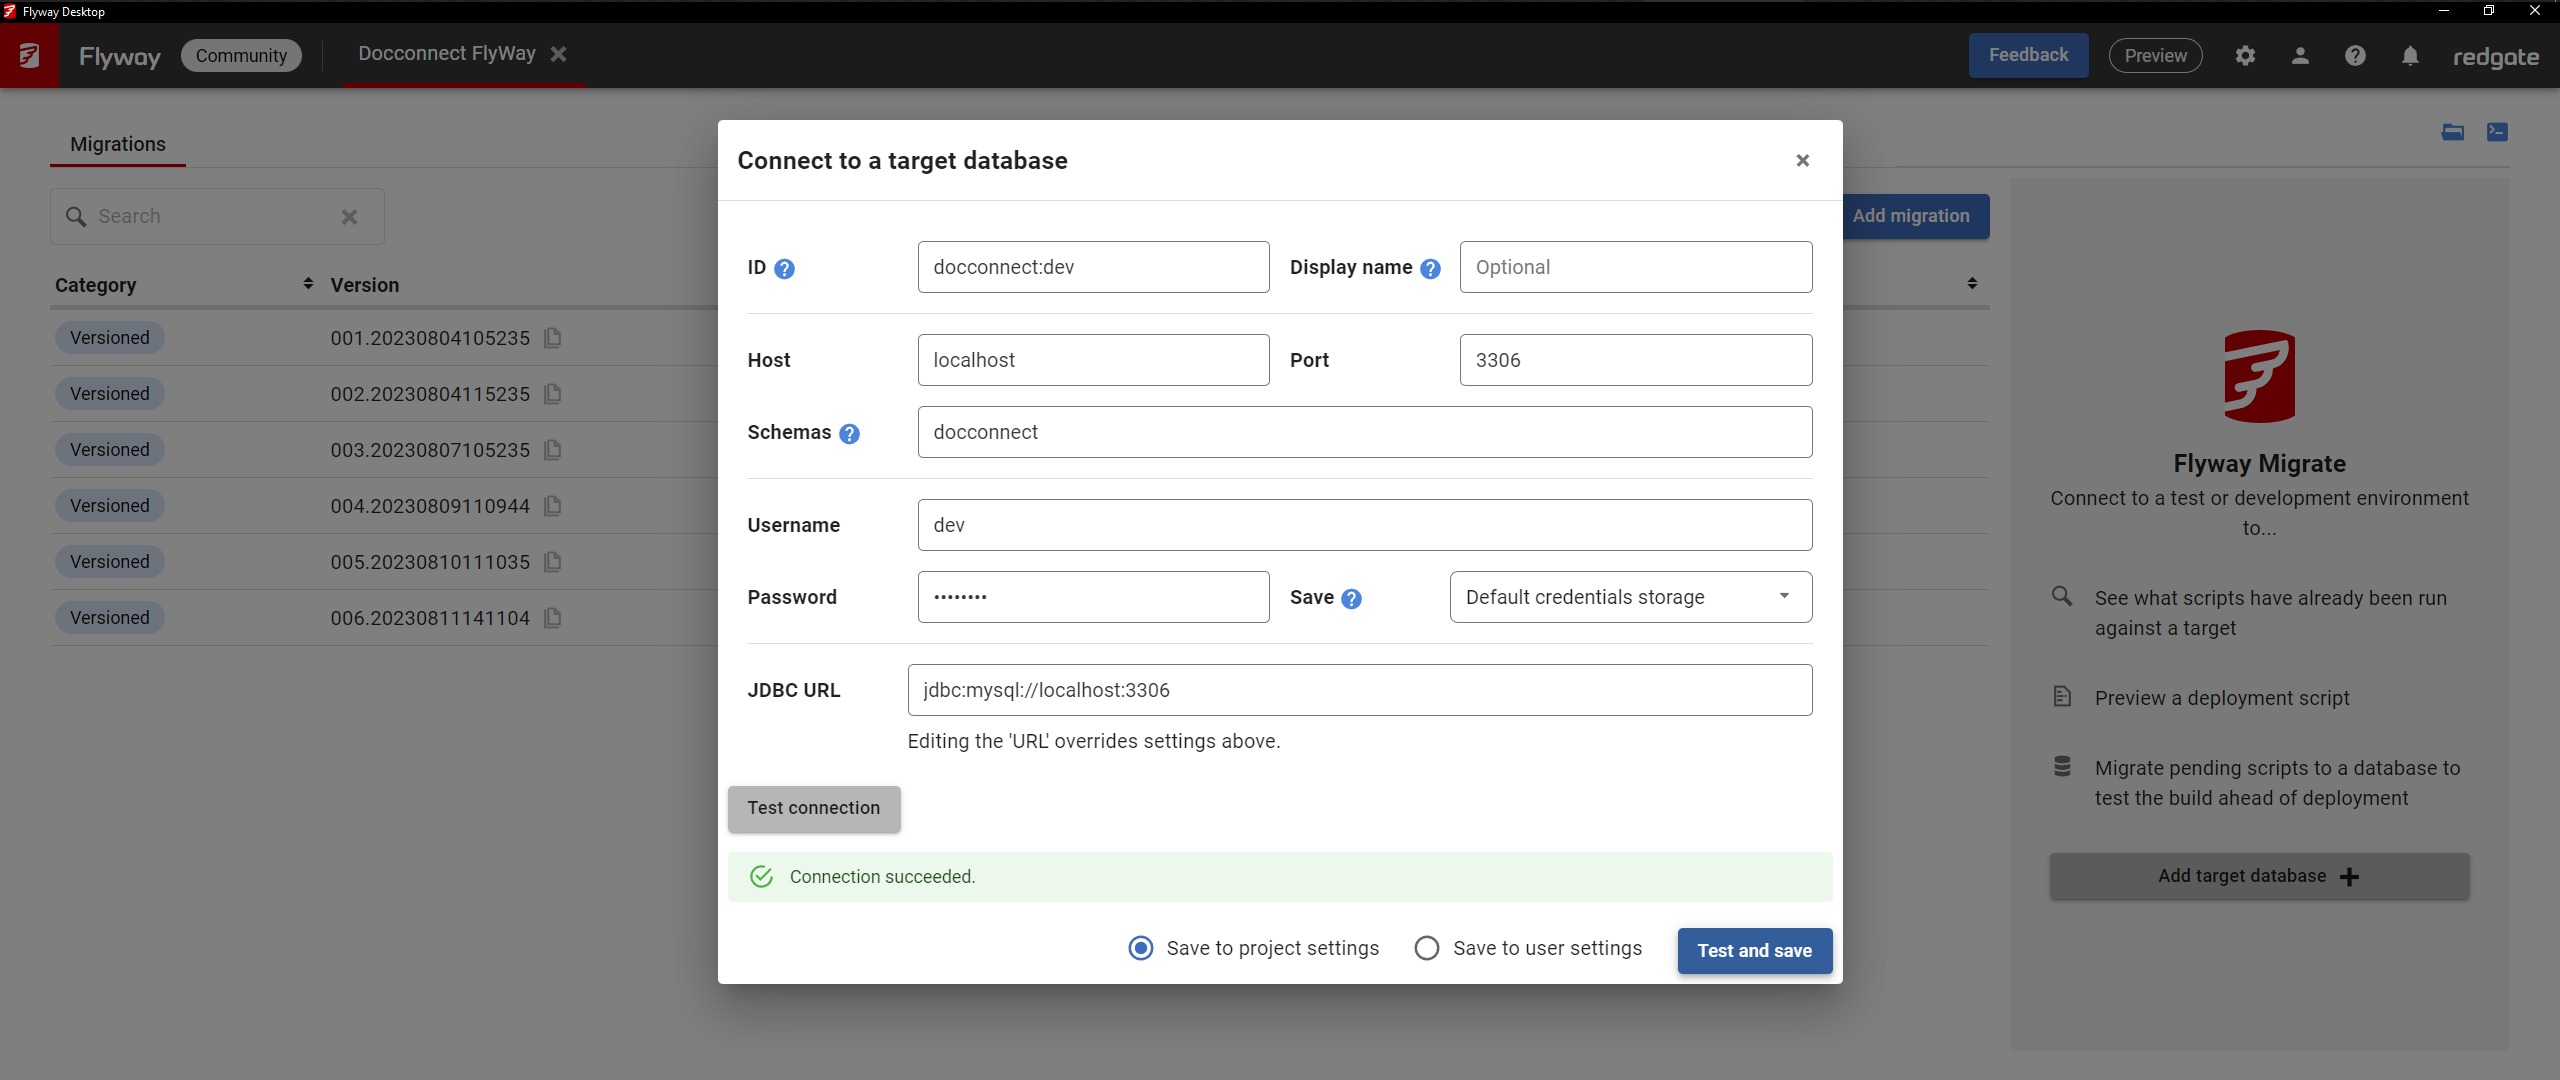 Flyway Desktop
Flyway Community Docconnect FlyWay Feedback Preview redgate
Migrations
Search
Add migration
Category Version
Versioned 001.20230804105235
Versioned 002.20230804115235
Versioned 003.20230807105235
Versioned 004.20230809110944
Versioned 005.20230810111035
Versioned 006.20230811141104
Connect to a target database
ID docconnect:dev Display name Optional
Host localhost Port 3306
Schemas docconnect
Username dev
Password •••••••• Save Default credentials storage
JDBC URL jdbc:mysql://localhost:3306
Editing the 'URL' overrides settings above.
Test connection
Connection succeeded.
Save to project settings Save to user settings Test and save
Flyway Migrate
Connect to a test or development environment
to...
See what scripts have already been run
against a target
Preview a deployment script
Migrate pending scripts to a database to
test the build ahead of deployment
Add target database